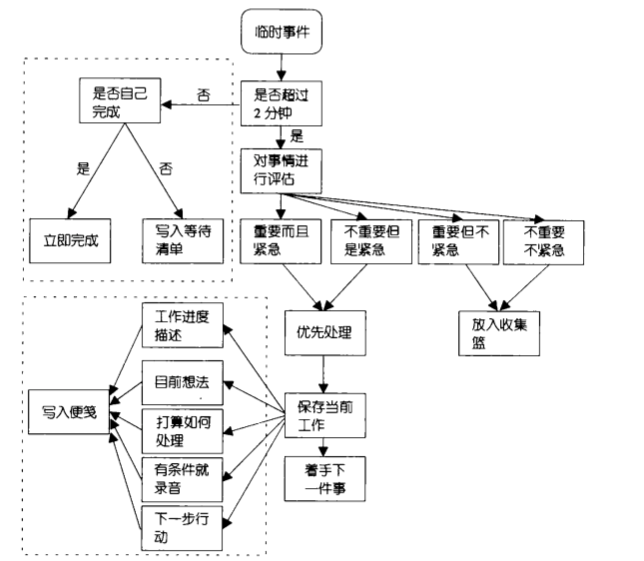 临时事件
是否自己
完成
否
是否超过
2分钟
是
对事情进
行评估
是
否
立即完成
写入等待
清单
重要而且
紧急
不重要但
是紧急
重要但不
紧急
不重要
不紧急
工作进度
描述
优先处理
放入收集
篮
目前想法
写入便笺
打算如何
处理
保存当前
工作
有条件就
录音
着手下
一件事
下一步行
动